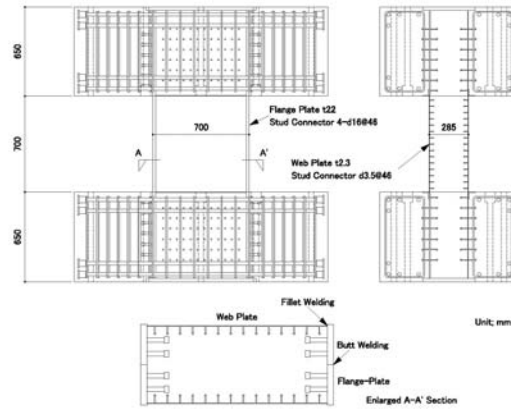 650
700
650
Flange Plate t22
Stud Connector 4-d16@46
700
A
A'
285
Web Plate t2.3
Stud Connector d3.5@46
Fillet Welding
Web Plate
Unit; mm
Butt Welding
Flange-Plate
Enlarged A-A' Section